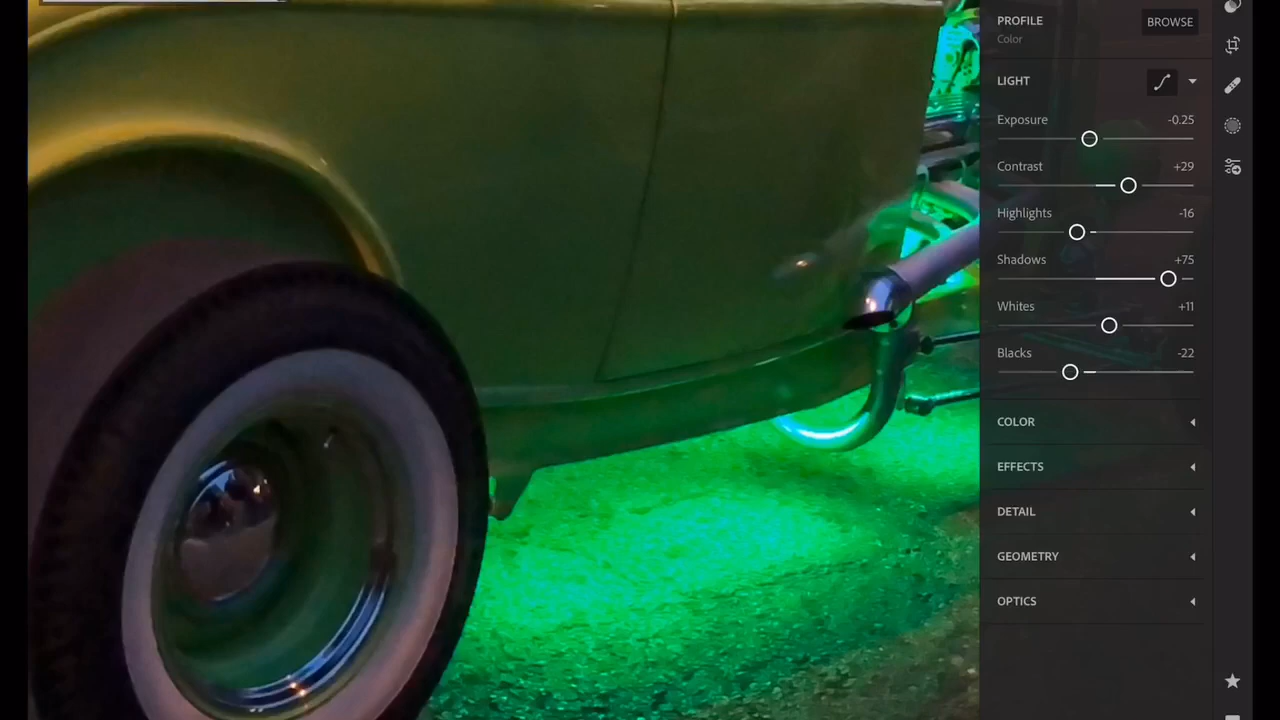 PROFILE
BROWSE
Color
LIGHT
Exposure
-0.25
Contrast
+29
Highlights
-16
Shadows
+75
Whites
+11
Blacks
-22
COLOR
EFFECTS
DETAIL
GEOMETRY
OPTICS